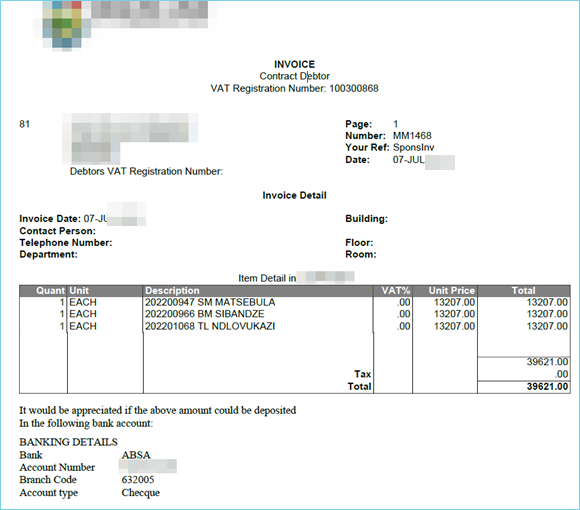 INVOICE
Contract Debtor
VAT Registration Number: 100300868
81
Page: 1
Number: MM1468
Your Ref: SponsInv
Date: 07-JUL
Debtors VAT Registration Number:
Invoice Detail
Invoice Date: 07-JU
Building:
Contact Person:
Telephone Number:
Floor:
Department:
Room:
Item Detail in
Quant Unit Description VAT% Unit Price Total
1 EACH 202200947 SM MATSEBULA .00 13207.00 13207.00
1 EACH 202200966 BM SIBANDZE .00 13207.00 13207.00
1 EACH 202201068 TL NDLOVUKAZI .00 13207.00 13207.00
39621.00
Tax .00
Total 39621.00
It would be appreciated if the above amount could be deposited
In the following bank account:
BANKING DETAILS
Bank ABSA
Account Number
Branch Code 632005
Account type Checque